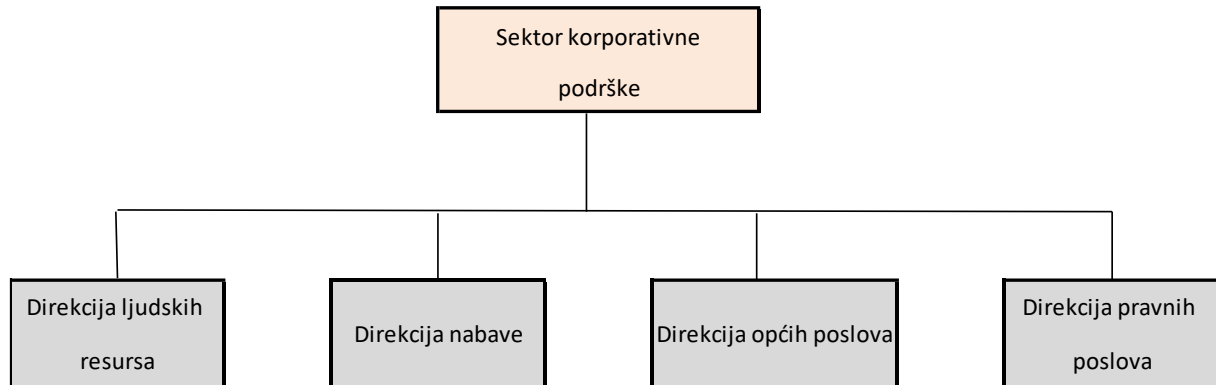 Sektor korporativne
podrške
Direkcija ljudskih
resursa
Direkcija nabave
Direkcija općih poslova
Direkcija pravnih
poslova